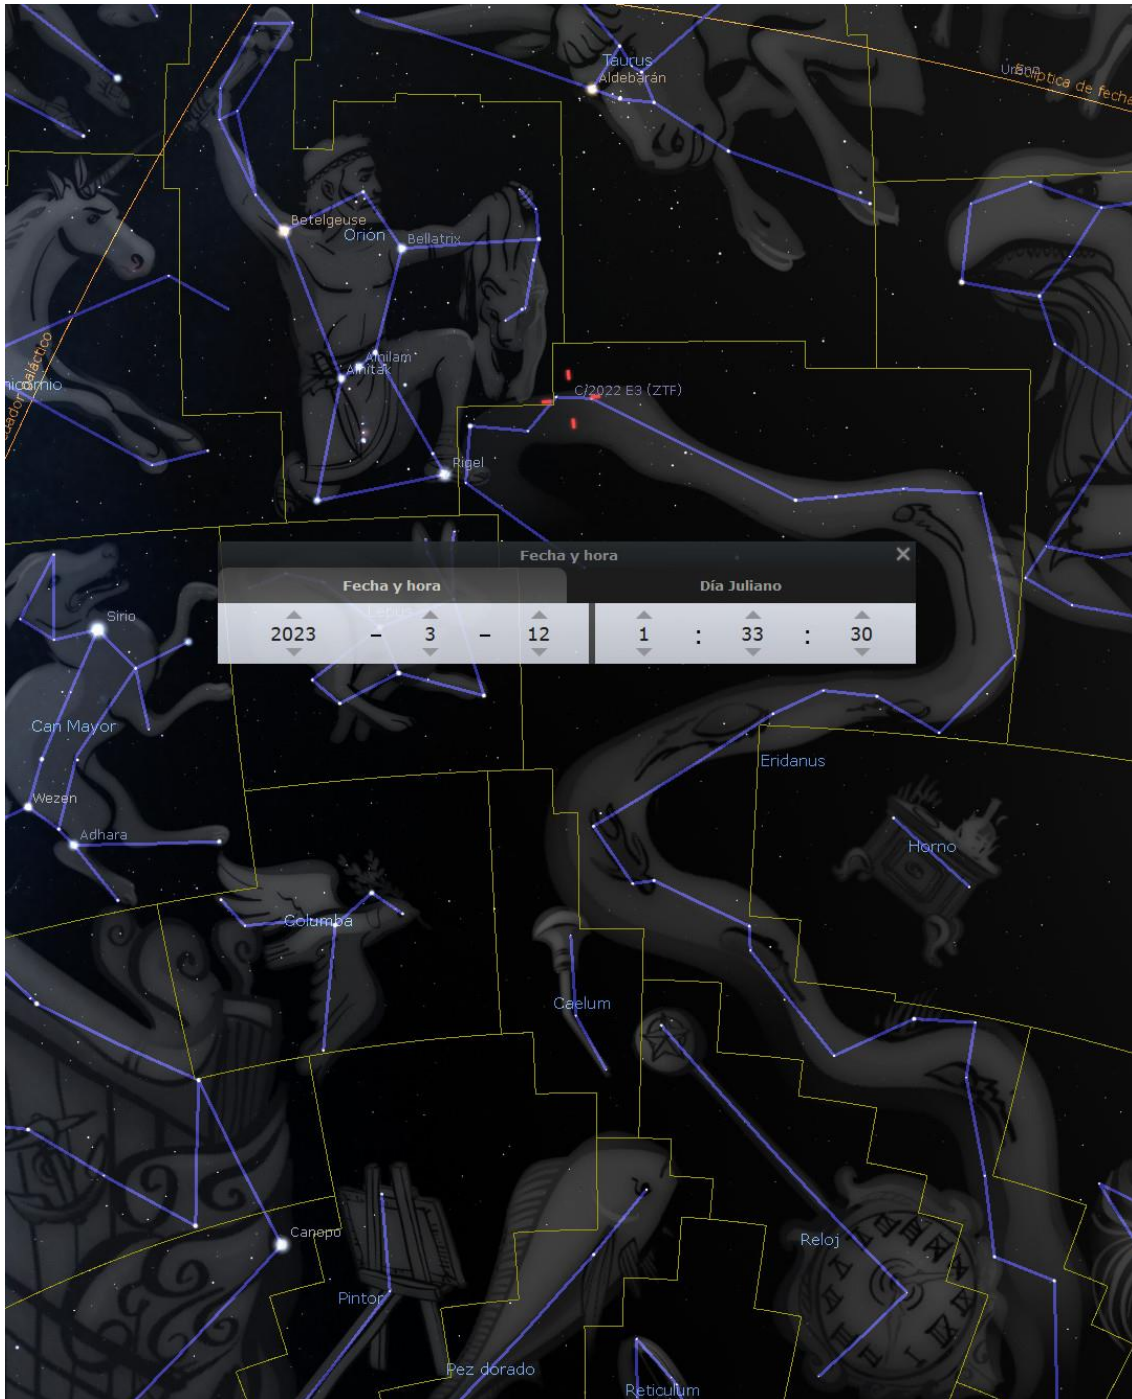 Taurus
Aldebarán
Urano
Eclíptica de fecha
Betelgeuse
Orión
Bellatrix
Alnilam
Alnitak
C/2022 E3 (ZTF)
Rigel
Fecha y hora
Fecha y hora
Día Juliano
2023 – 3 – 12 1 : 33 : 30
Lepus
Sirio
Can Mayor
Eridanus
Wezen
Adhara
Horno
Columba
Caelum
Canopo
Reloj
Pintor
Pez dorado
Reticulum